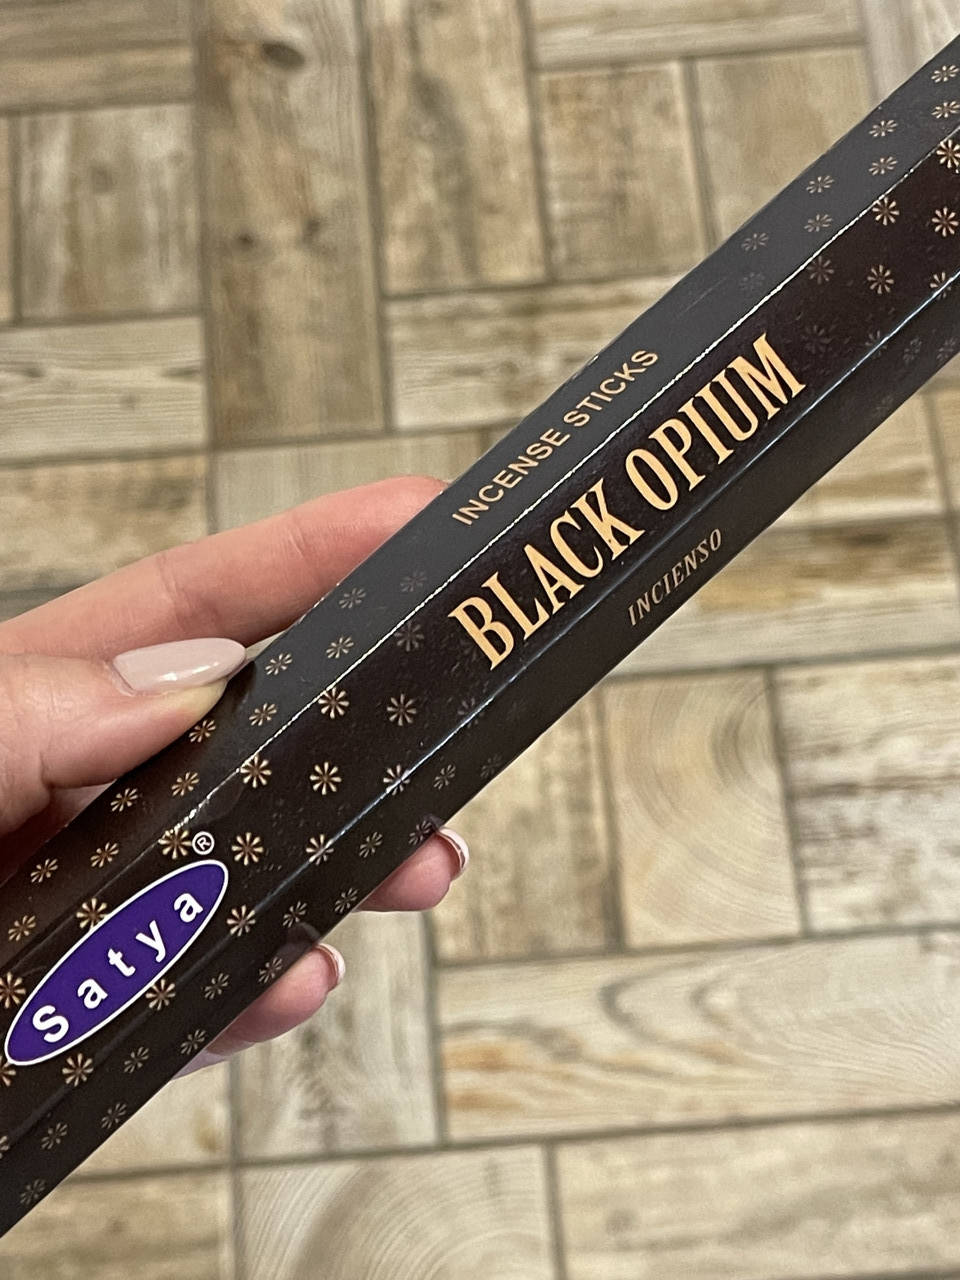 INCENSE STICKS
BLACK OPIUM
INCIENSO
Satya®